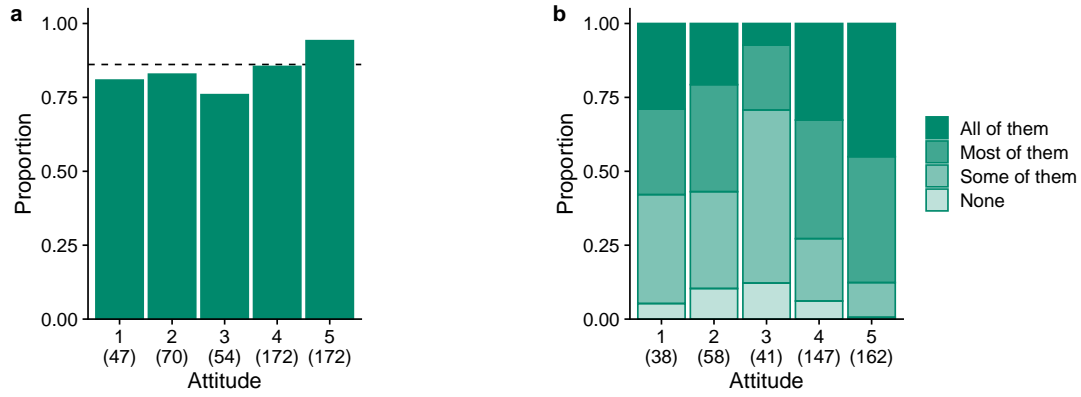 a
1.00
0.75
0.50
0.25
0.00
Proportion
1 2 3 4 5
(47) (70) (54) (172) (172)
Attitude
b
1.00
0.75
0.50
0.25
0.00
Proportion
1 2 3 4 5
(38) (58) (41) (147) (162)
Attitude
All of them
Most of them
Some of them
None